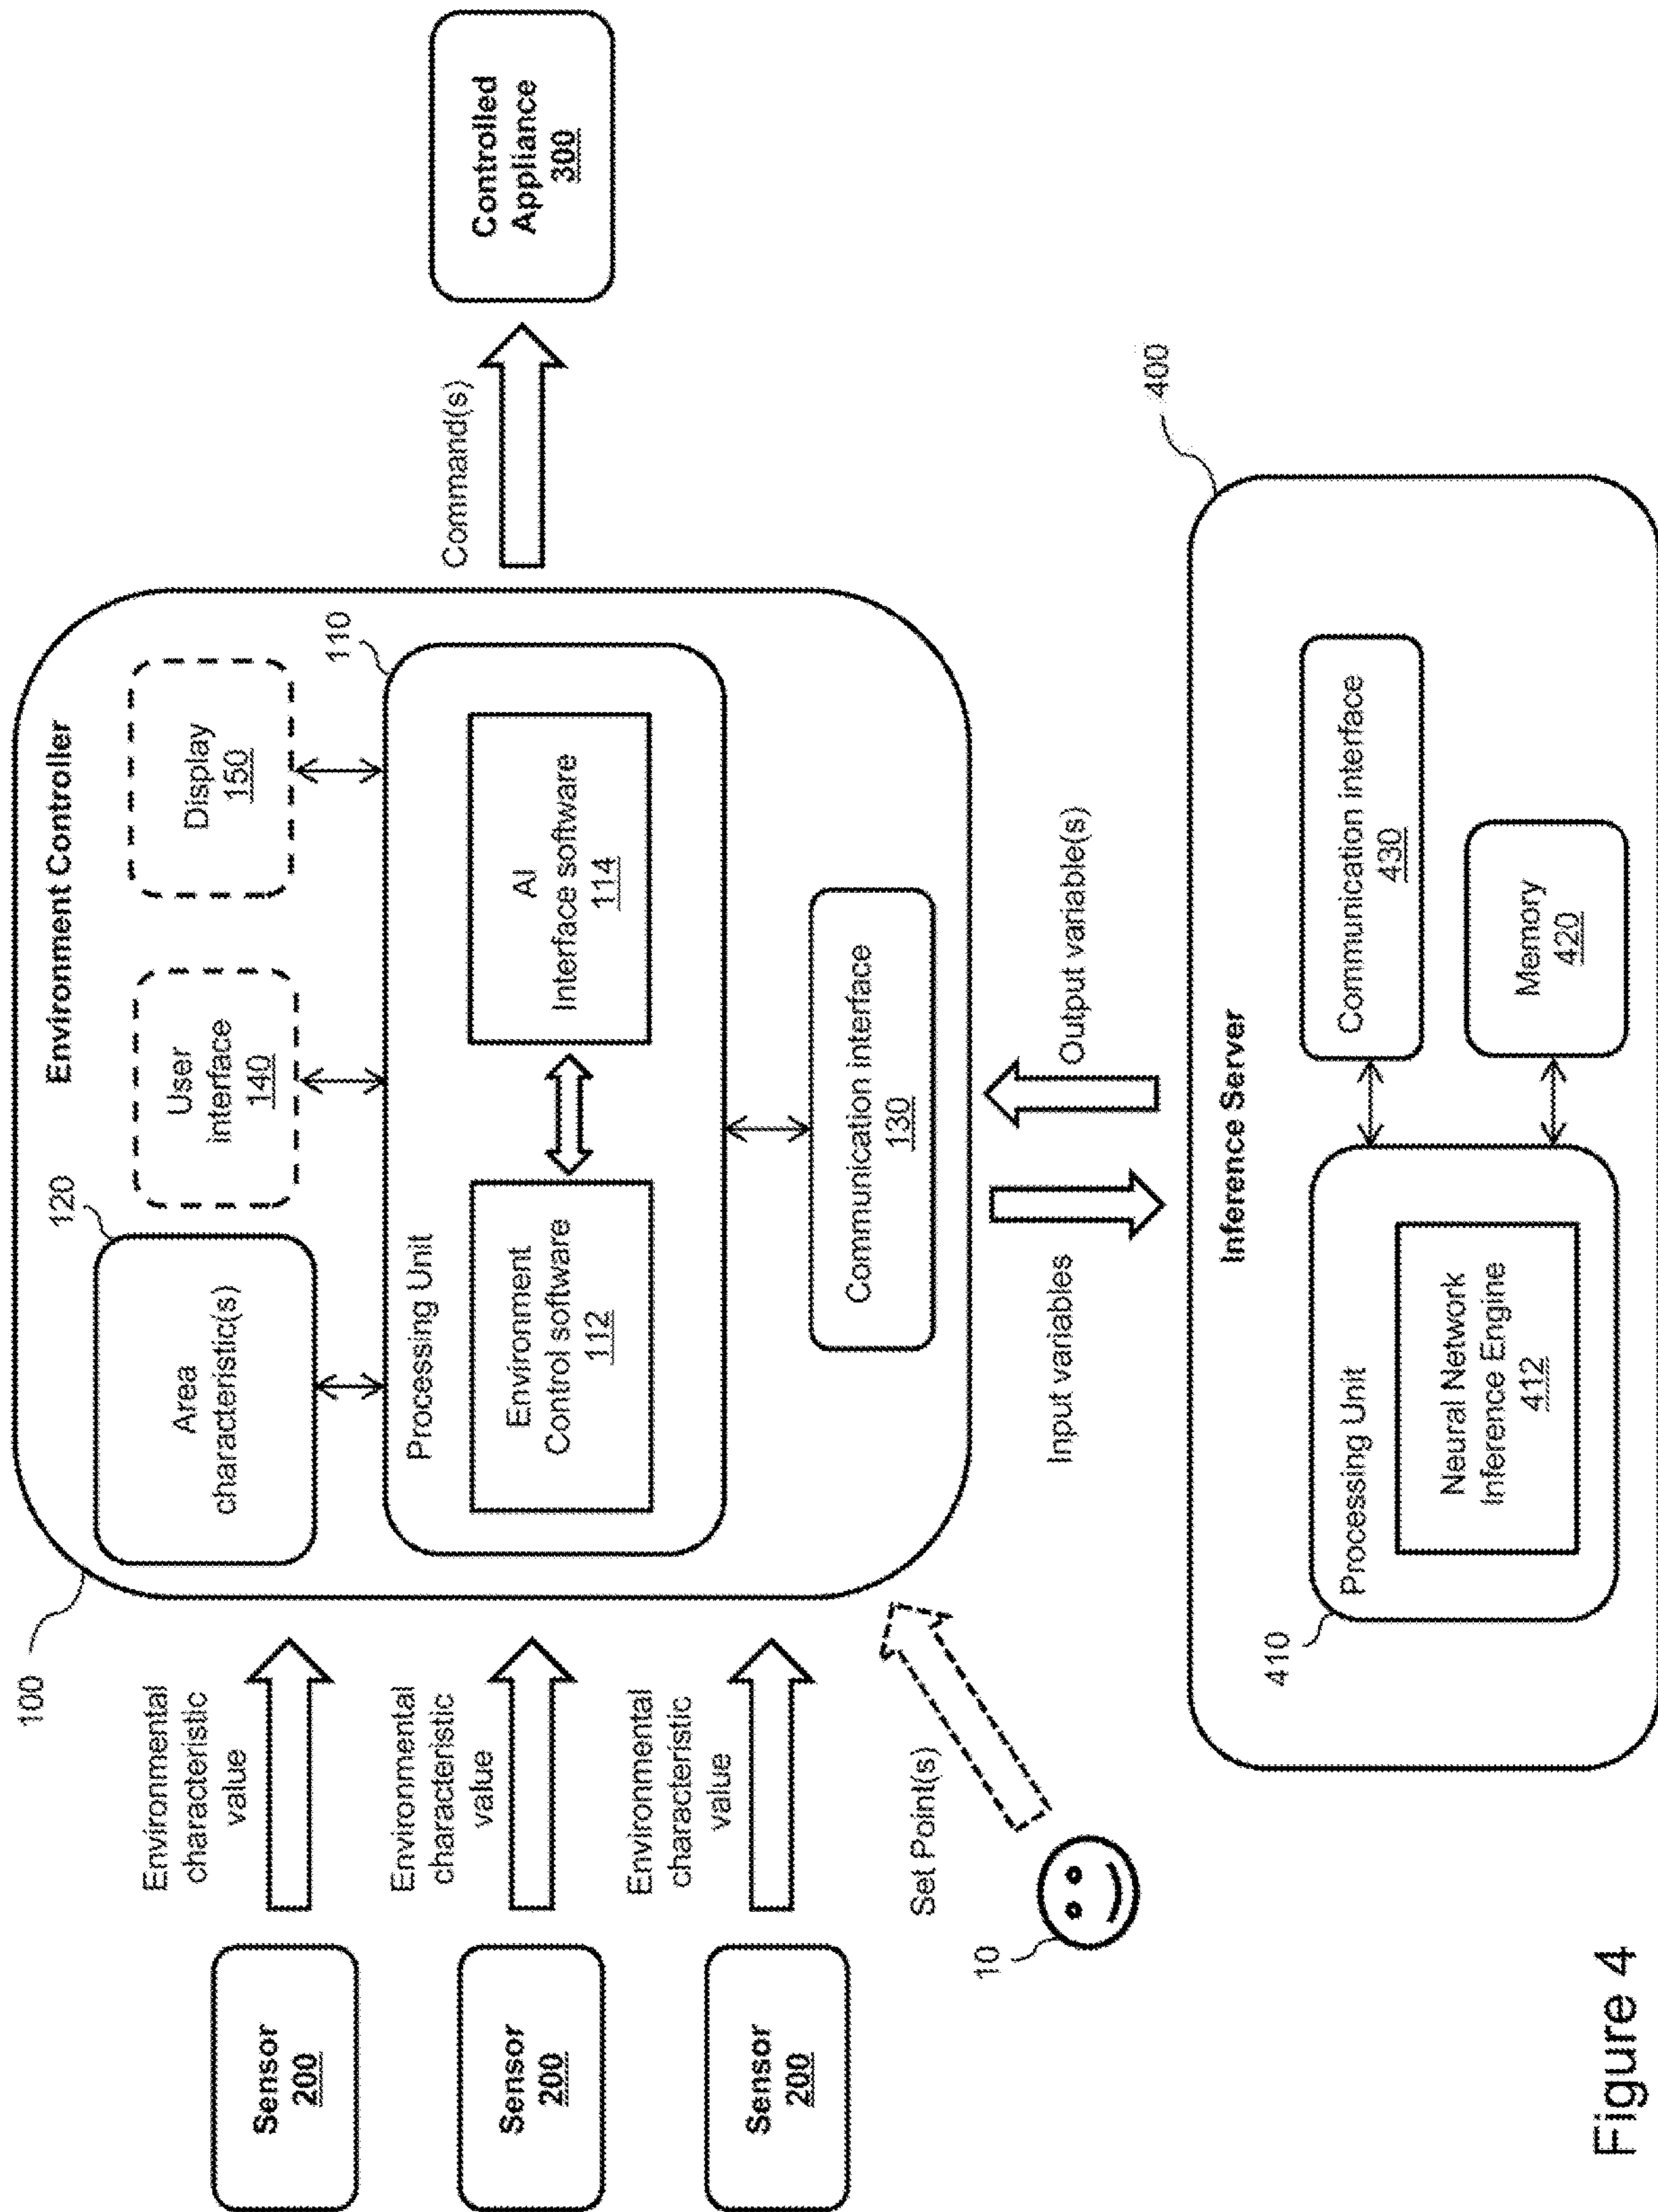 Sensor
200
Sensor
200
Sensor
200
Environmental
characteristic
value
Environmental
characteristic
value
Environmental
characteristic
value
10
Set Point(s)
100
Environment Controller
120
Area
characteristic(s)
User
interface
140
Display
150
110
Processing Unit
Environment
Control software
112
AI
Interface software
114
Communication interface
130
Command(s)
Controlled
Appliance
300
Input variables
Output variable(s)
400
Inference Server
410
Processing Unit
Neural Network
Inference Engine
412
Communication interface
430
Memory
420
Figure 4